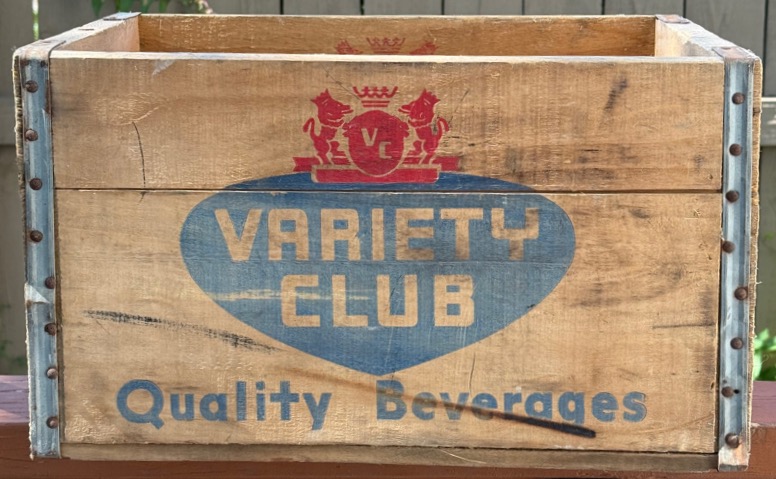 VC
VARIETY
CLUB
Quality Beverages